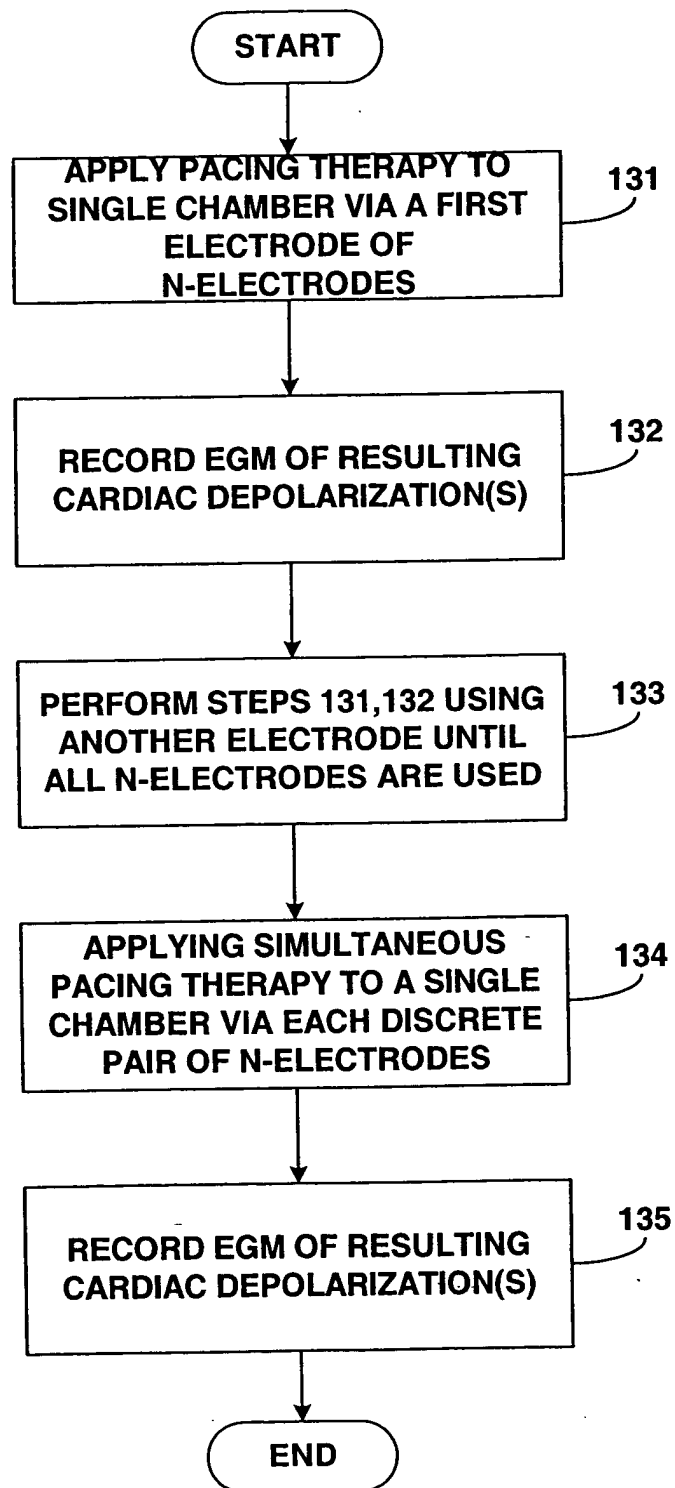 START
APPLY PACING THERAPY TO
SINGLE CHAMBER VIA A FIRST
ELECTRODE OF
N-ELECTRODES
131
RECORD EGM OF RESULTING
CARDIAC DEPOLARIZATION(S)
132
PERFORM STEPS 131,132 USING
ANOTHER ELECTRODE UNTIL
ALL N-ELECTRODES ARE USED
133
APPLYING SIMULTANEOUS
PACING THERAPY TO A SINGLE
CHAMBER VIA EACH DISCRETE
PAIR OF N-ELECTRODES
134
RECORD EGM OF RESULTING
CARDIAC DEPOLARIZATION(S)
135
END